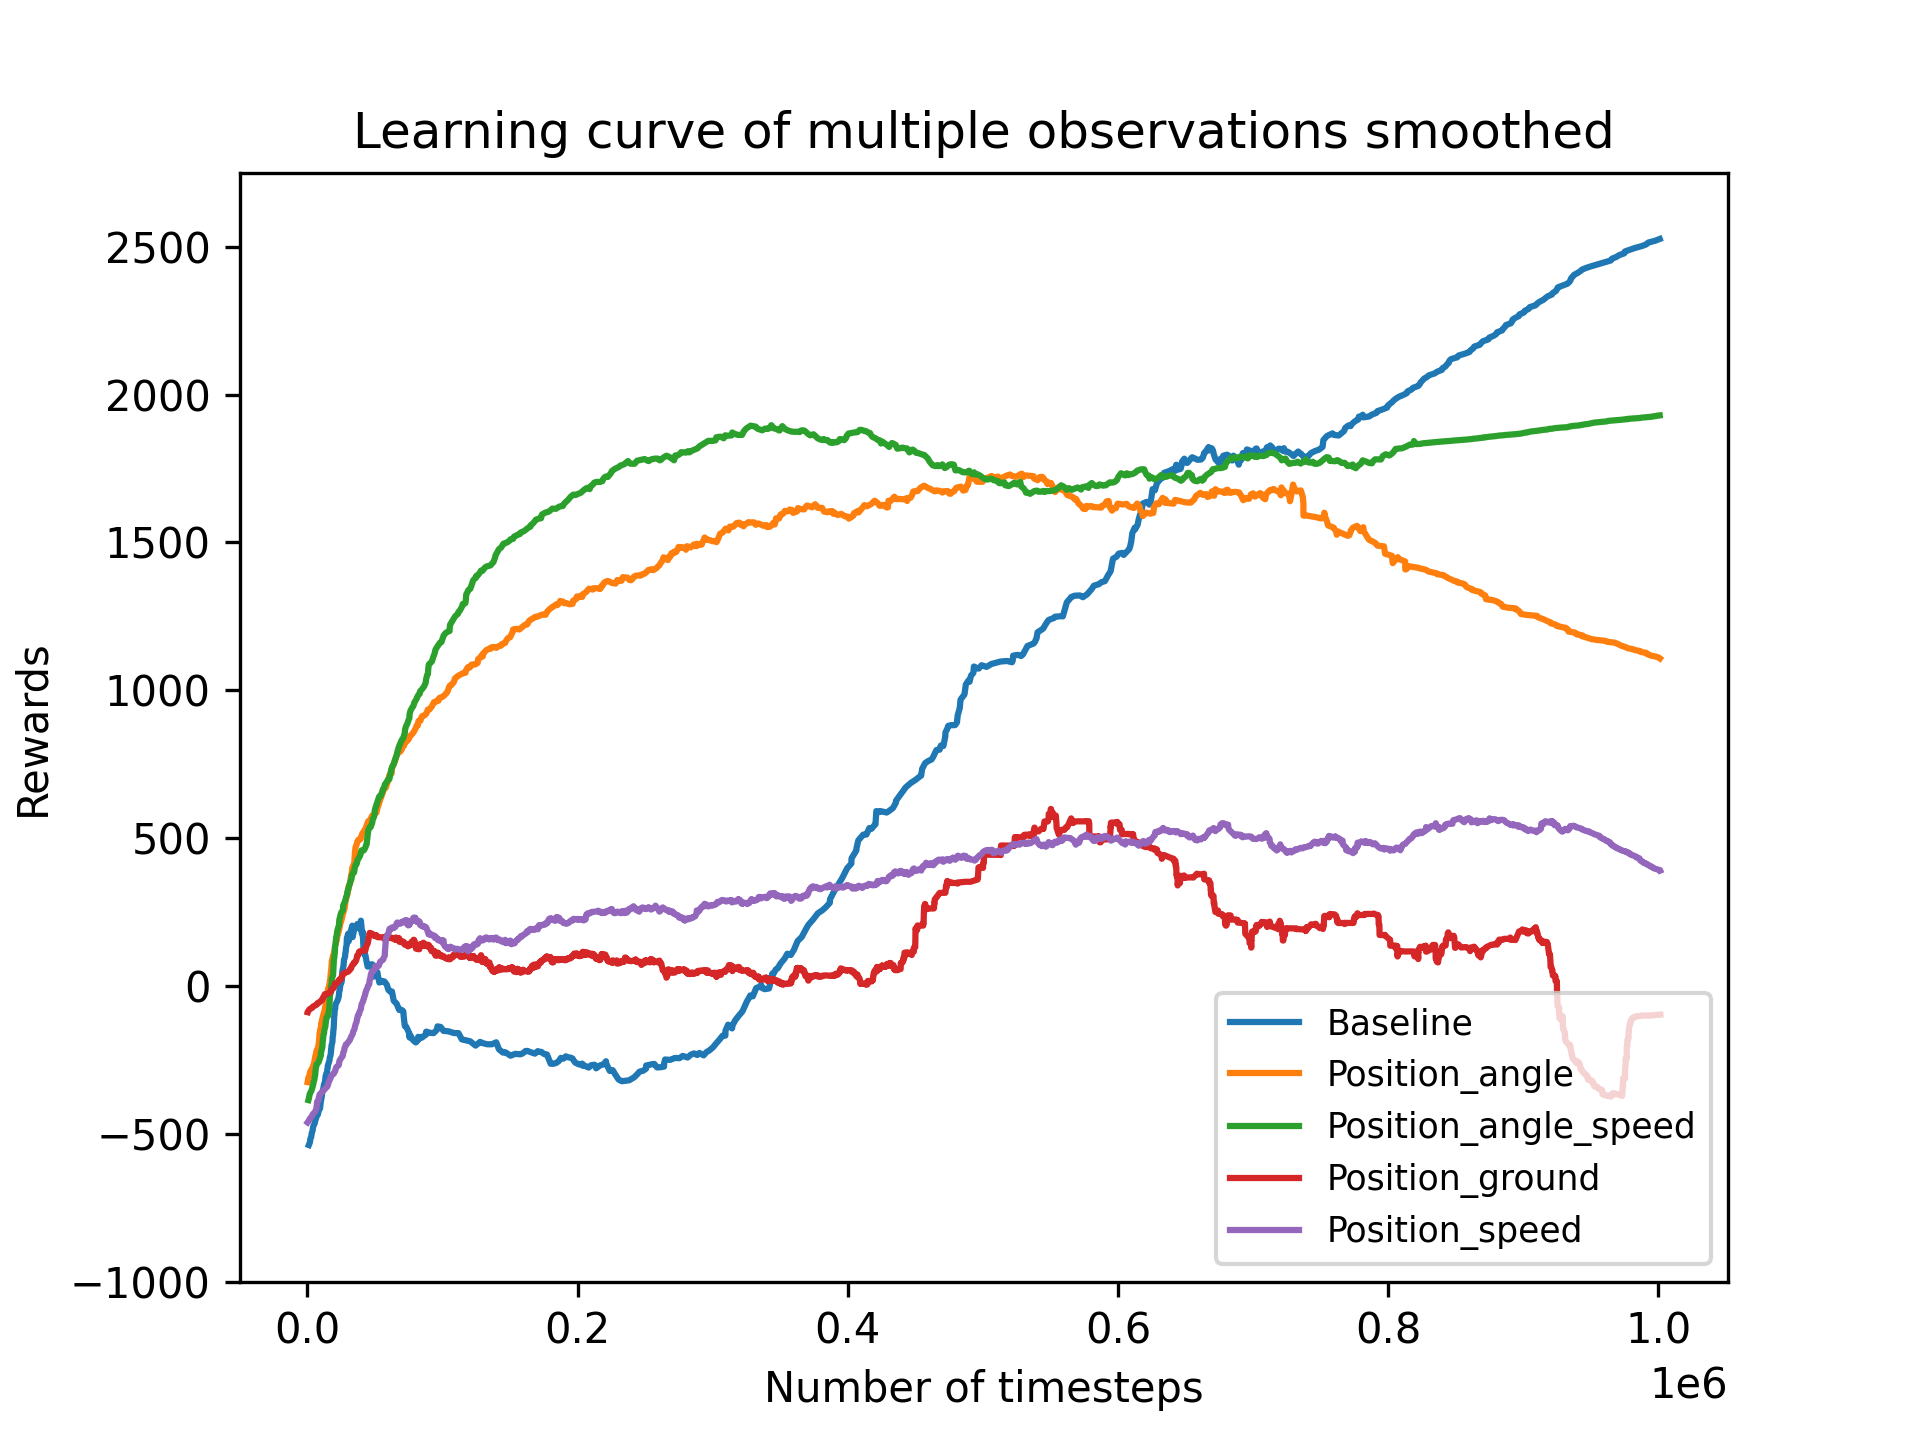 Learning curve of multiple observations smoothed
2500
2000
1500
1000
500
0
−500
−1000
Rewards
0.0 0.2 0.4 0.6 0.8 1.0
1e6
Number of timesteps
Baseline
Position_angle
Position_angle_speed
Position_ground
Position_speed